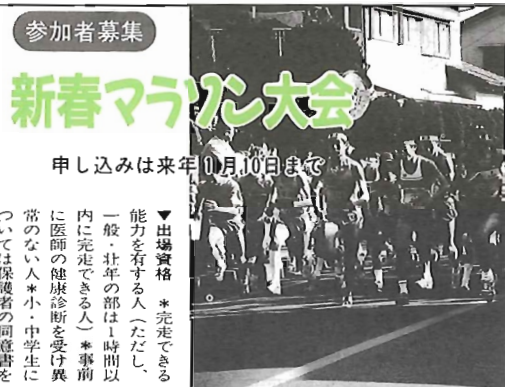 参加者募集
新春マラソン大会
申し込みは来年1月10日まで
▼出場資格　＊完走できる
能力を有する人（ただし、
一般・壮年の部は1時間以
内に完走できる人）＊事前
に医師の健康診断を受け異
常のない人＊小・中学生に
ついては保護者の同意書を